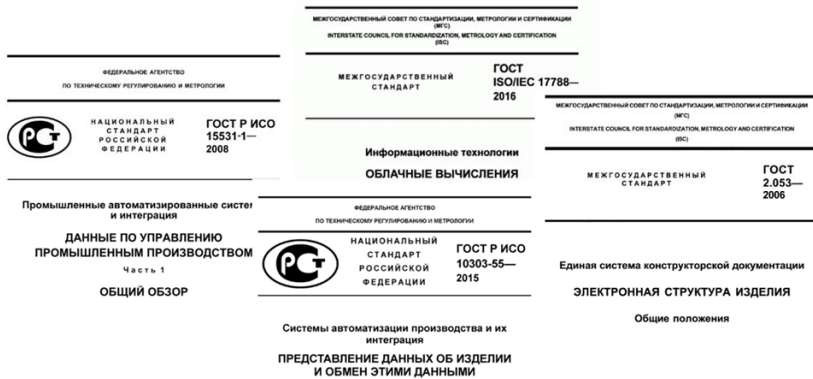 ФЕДЕРАЛЬНОЕ АГЕНТСТВО
ПО ТЕХНИЧЕСКОМУ РЕГУЛИРОВАНИЮ И МЕТРОЛОГИИ
РСТ
НАЦИОНАЛЬНЫЙ
СТАНДАРТ
РОССИЙСКОЙ
ФЕДЕРАЦИИ
ГОСТ Р ИСО
15531-1—
2008
Промышленные автоматизированные систем
и интеграция
ДАННЫЕ ПО УПРАВЛЕНИЮ
ПРОМЫШЛЕННЫМ ПРОИЗВОДСТВОМ
Часть 1
ОБЩИЙ ОБЗОР
МЕЖГОСУДАРСТВЕННЫЙ СОВЕТ ПО СТАНДАРТИЗАЦИИ, МЕТРОЛОГИИ И СЕРТИФИКАЦИИ
(МГС)
INTERSTATE COUNCIL FOR STANDARDIZATION, METROLOGY AND CERTIFICATION
(ISC)
МЕЖГОСУДАРСТВЕННЫЙ
СТАНДАРТ
ГОСТ
ISO/IEC 17788—
2016
Информационные технологии
ОБЛАЧНЫЕ ВЫЧИСЛЕНИЯ
ФЕДЕРАЛЬНОЕ АГЕНТСТВО
ПО ТЕХНИЧЕСКОМУ РЕГУЛИРОВАНИЮ И МЕТРОЛОГИИ
РСТ
НАЦИОНАЛЬНЫЙ
СТАНДАРТ
РОССИЙСКОЙ
ФЕДЕРАЦИИ
ГОСТ Р ИСО
10303-55—
2015
Системы автоматизации производства и их
интеграция
ПРЕДСТАВЛЕНИЕ ДАННЫХ ОБ ИЗДЕЛИИ
И ОБМЕН ЭТИМИ ДАННЫМИ
МЕЖГОСУДАРСТВЕННЫЙ СОВЕТ ПО СТАНДАРТИЗАЦИИ, МЕТРОЛОГИИ И СЕРТИФИКАЦИИ
(МГС)
INTERSTATE COUNCIL FOR STANDARDIZATION, METROLOGY AND CERTIFICATION
(ISC)
МЕЖГОСУДАРСТВЕННЫЙ
СТАНДАРТ
ГОСТ
2.053—
2006
Единая система конструкторской документации
ЭЛЕКТРОННАЯ СТРУКТУРА ИЗДЕЛИЯ
Общие положения